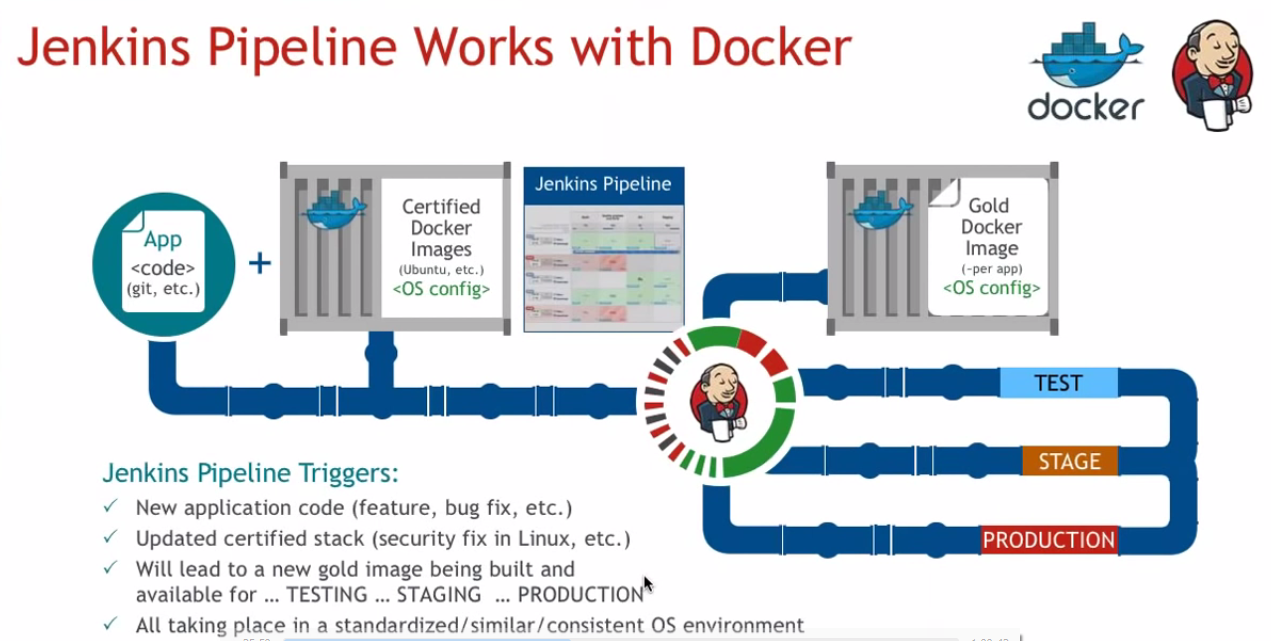 Jenkins Pipeline Works with Docker
docker
App
<code>
(git, etc.)
+
Certified
Docker
Images
(Ubuntu, etc.)
<OS config>
Jenkins Pipeline
Gold
Docker
Image
(~per app)
<OS config>
TEST
STAGE
PRODUCTION
Jenkins Pipeline Triggers:
✓ New application code (feature, bug fix, etc.)
✓ Updated certified stack (security fix in Linux, etc.)
✓ Will lead to a new gold image being built and
available for ... TESTING ... STAGING ... PRODUCTION
✓ All taking place in a standardized/similar/consistent OS environment